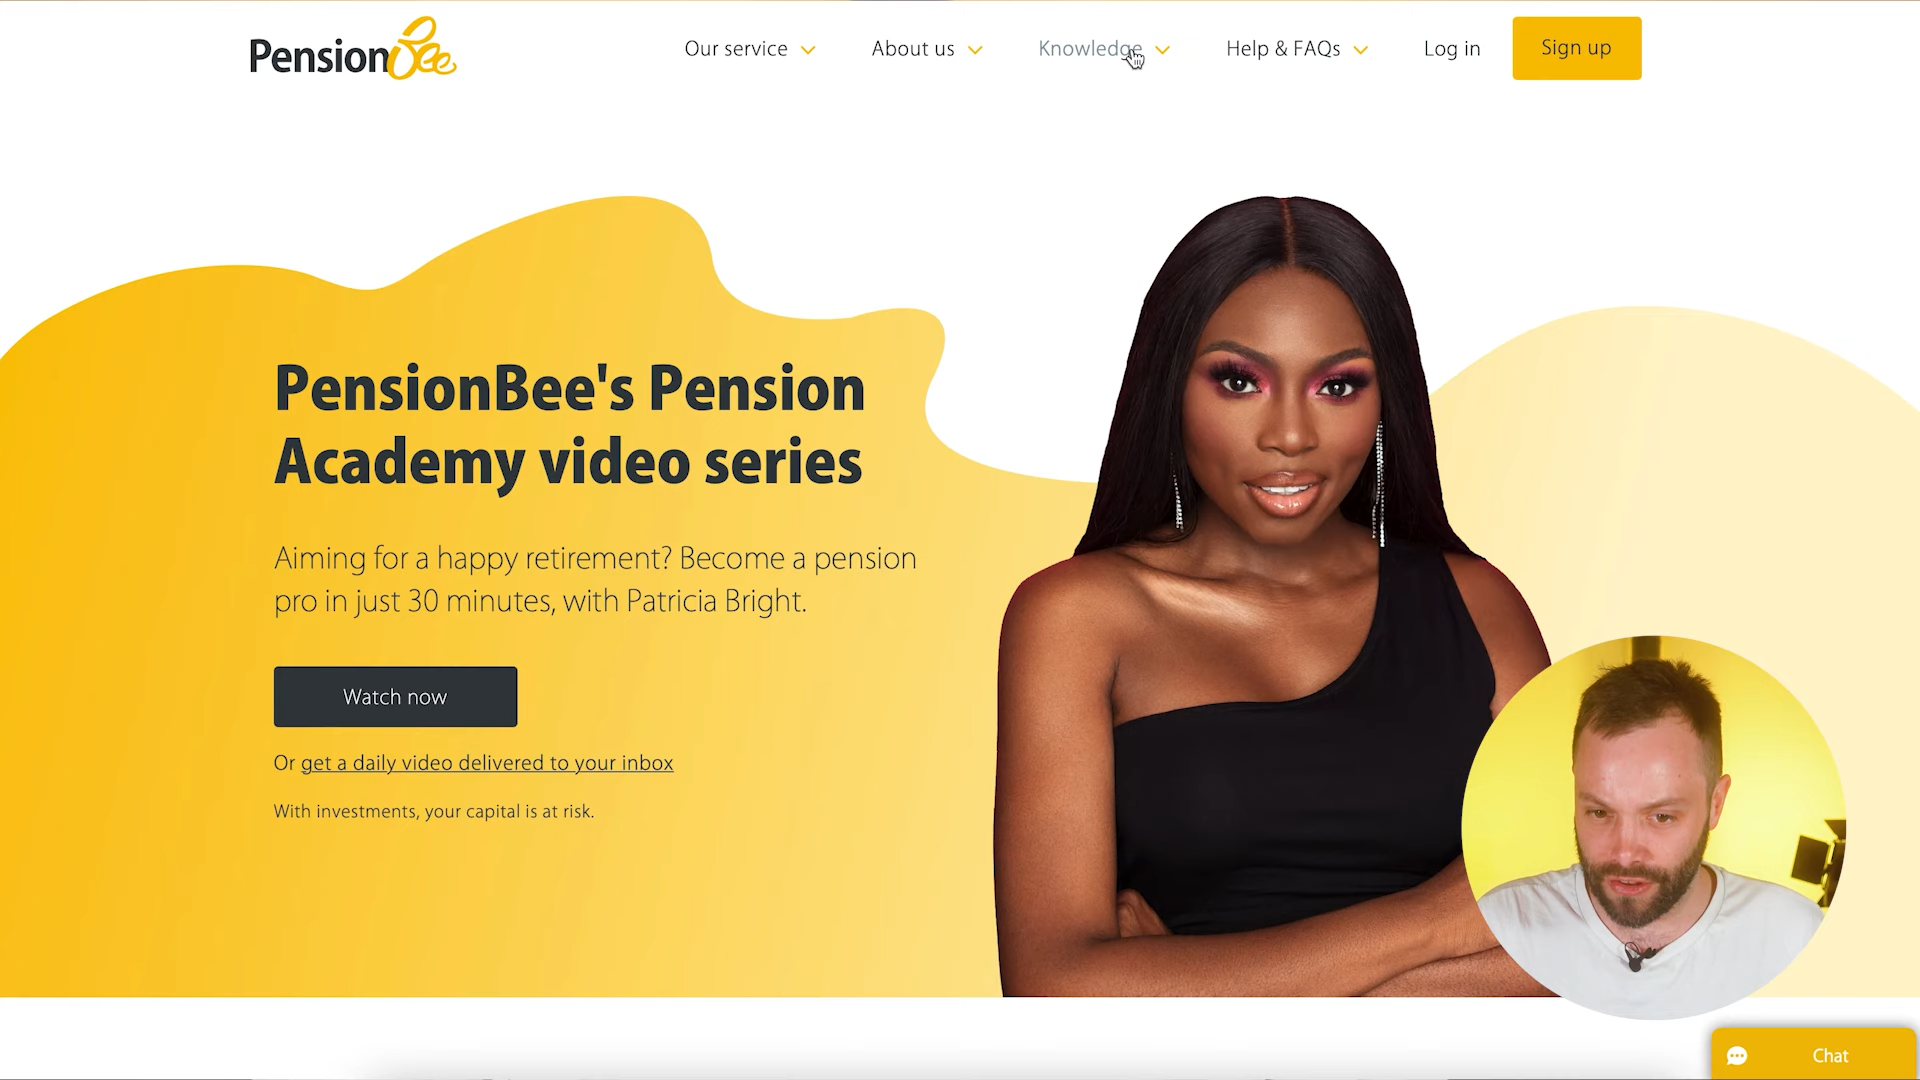 PensionBee
Our service
About us
Knowledge
Help & FAQs
Log in
Sign up
PensionBee's Pension
Academy video series
Aiming for a happy retirement? Become a pension
pro in just 30 minutes, with Patricia Bright.
Watch now
Or get a daily video delivered to your inbox
With investments, your capital is at risk.
Chat